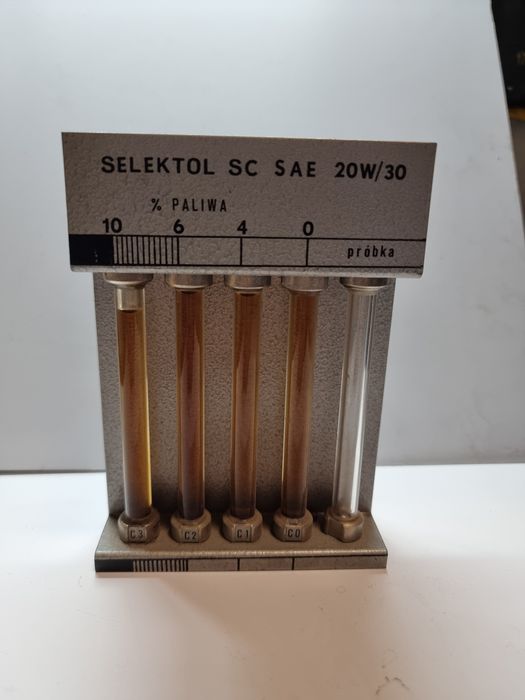 SELEKTOL SC SAE 20W/30
% PALIWA
10 6 4 0
próbka
C3 C2 C1 C0